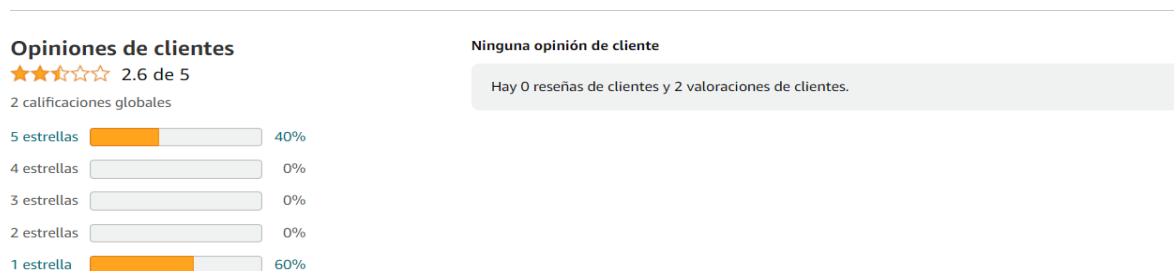 Opiniones de clientes
2.6 de 5
2 calificaciones globales
5 estrellas 40%
4 estrellas 0%
3 estrellas 0%
2 estrellas 0%
1 estrella 60%
Ninguna opinión de cliente
Hay 0 reseñas de clientes y 2 valoraciones de clientes.